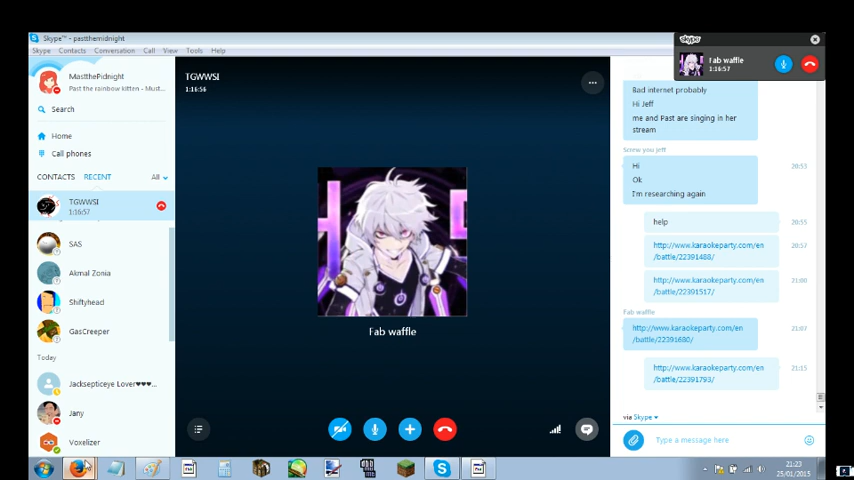 Skype™ - pastthemidnight
Skype Contacts Conversation Call View Tools Help
MastthePidnight
Past the rainbow kitten - Must...
Search
Home
Call phones
CONTACTS RECENT All
TGWWSI
1:16:57
SAS
Akmal Zonia
Shiftyhead
GasCreeper
Today
Jacksepticeye Lover♥♥♥...
Jany
Voxelizer
TGWWSI
1:16:56
Fab waffle
skype
Fab waffle
1:16:57
Bad internet probably
Hi Jeff
me and Past are singing in her
stream
Screw you jeff
Hi 20:53
Ok
I'm researching again
help 20:55
http://www.karaokeparty.com/en 20:57
/battle/22391488/
http://www.karaokeparty.com/en 21:00
/battle/22391517/
Fab waffle
http://www.karaokeparty.com/en 21:07
/battle/22391680/
http://www.karaokeparty.com/en 21:15
/battle/22391793/
via Skype
Type a message here
21:23
25/01/2015